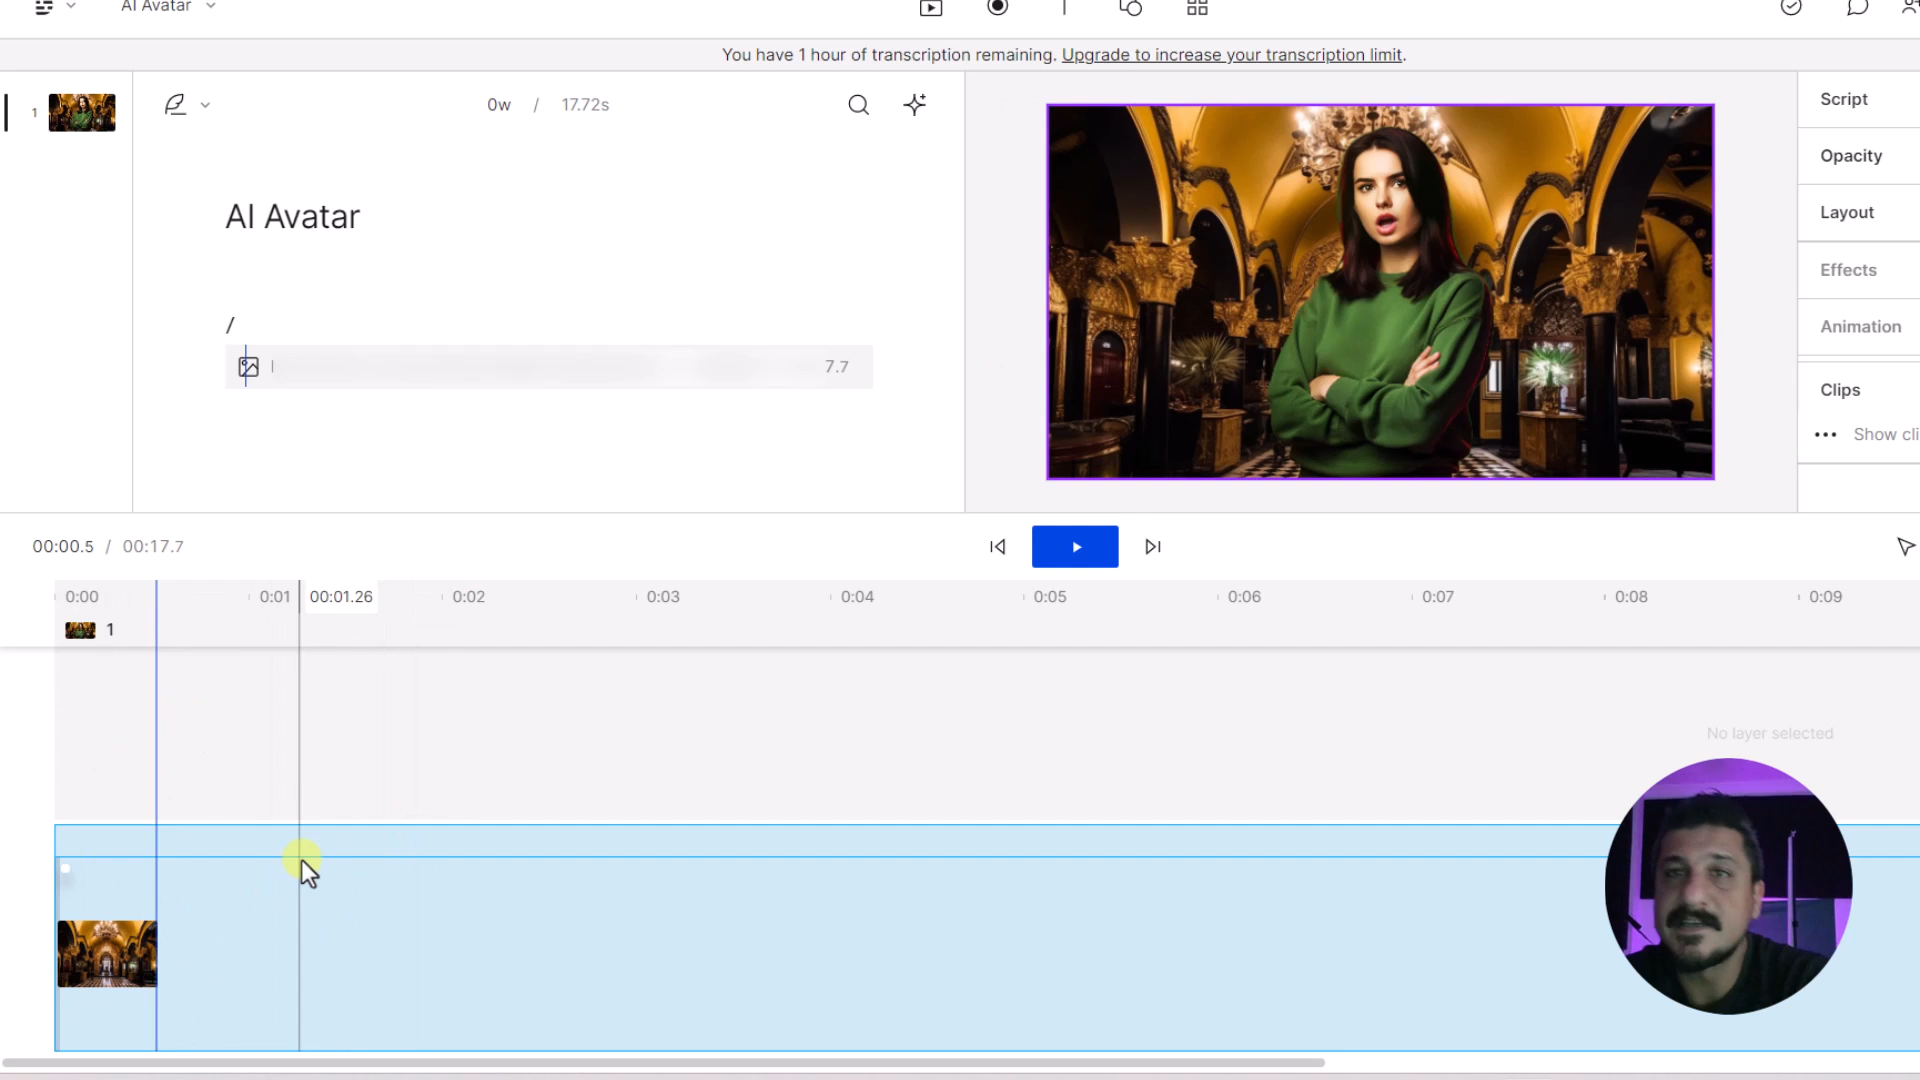 AI Avatar
You have 1 hour of transcription remaining. Upgrade to increase your transcription limit.
1
0w / 17.72s
AI Avatar
/
7.7
Script
Opacity
Layout
Effects
Animation
Clips
Show cli
00:00.5 / 00:17.7
0:00 0:01 00:01.26 0:02 0:03 0:04 0:05 0:06 0:07 0:08 0:09
1
No layer selected